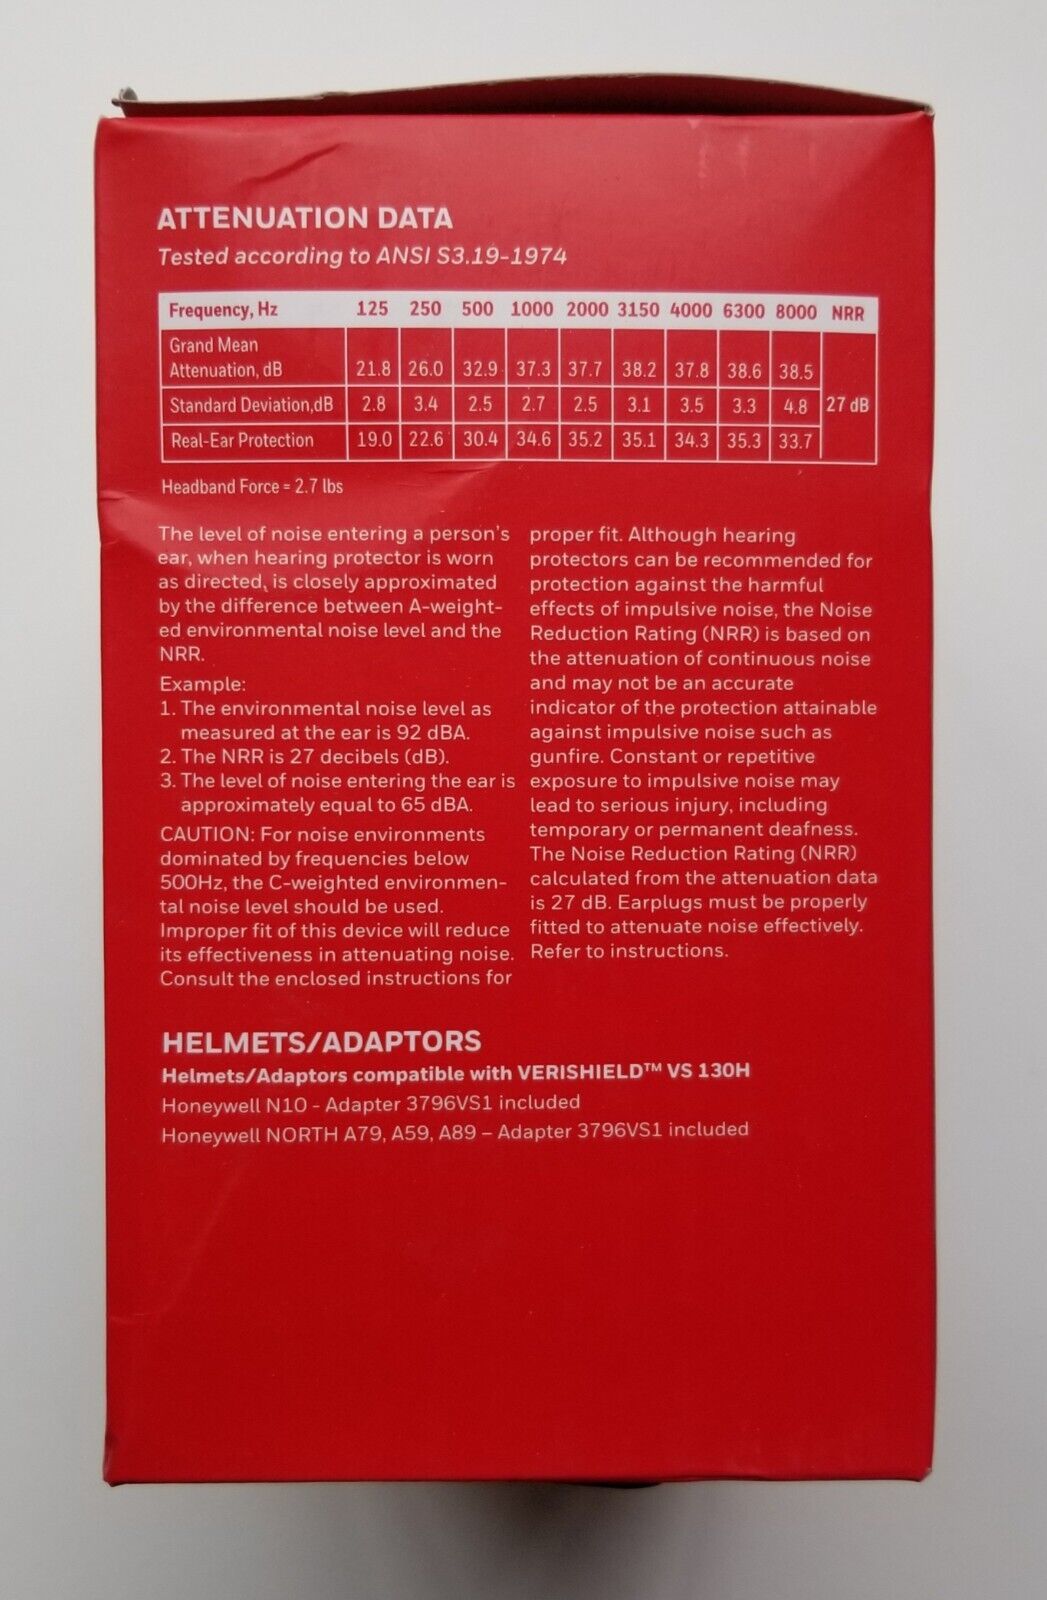 ATTENUATION DATA
Tested according to ANSI S3.19-1974
Frequency, Hz 125 250 500 1000 2000 3150 4000 6300 8000 NRR
Grand Mean
Attenuation, dB 21.8 26.0 32.9 37.3 37.7 38.2 37.8 38.6 38.5
Standard Deviation,dB 2.8 3.4 2.5 2.7 2.5 3.1 3.5 3.3 4.8 27 dB
Real-Ear Protection 19.0 22.6 30.4 34.6 35.2 35.1 34.3 35.3 33.7
Headband Force = 2.7 lbs
The level of noise entering a person's
ear, when hearing protector is worn
as directed, is closely approximated
by the difference between A-weight-
ed environmental noise level and the
NRR.
Example:
1. The environmental noise level as
measured at the ear is 92 dBA.
2. The NRR is 27 decibels (dB).
3. The level of noise entering the ear is
approximately equal to 65 dBA.
CAUTION: For noise environments
dominated by frequencies below
500Hz, the C-weighted environmen-
tal noise level should be used.
Improper fit of this device will reduce
its effectiveness in attenuating noise.
Consult the enclosed instructions for
proper fit. Although hearing
protectors can be recommended for
protection against the harmful
effects of impulsive noise, the Noise
Reduction Rating (NRR) is based on
the attenuation of continuous noise
and may not be an accurate
indicator of the protection attainable
against impulsive noise such as
gunfire. Constant or repetitive
exposure to impulsive noise may
lead to serious injury, including
temporary or permanent deafness.
The Noise Reduction Rating (NRR)
calculated from the attenuation data
is 27 dB. Earplugs must be properly
fitted to attenuate noise effectively.
Refer to instructions.
HELMETS/ADAPTORS
Helmets/Adaptors compatible with VERISHIELD™ VS 130H
Honeywell N10 - Adapter 3796VS1 included
Honeywell NORTH A79, A59, A89 – Adapter 3796VS1 included